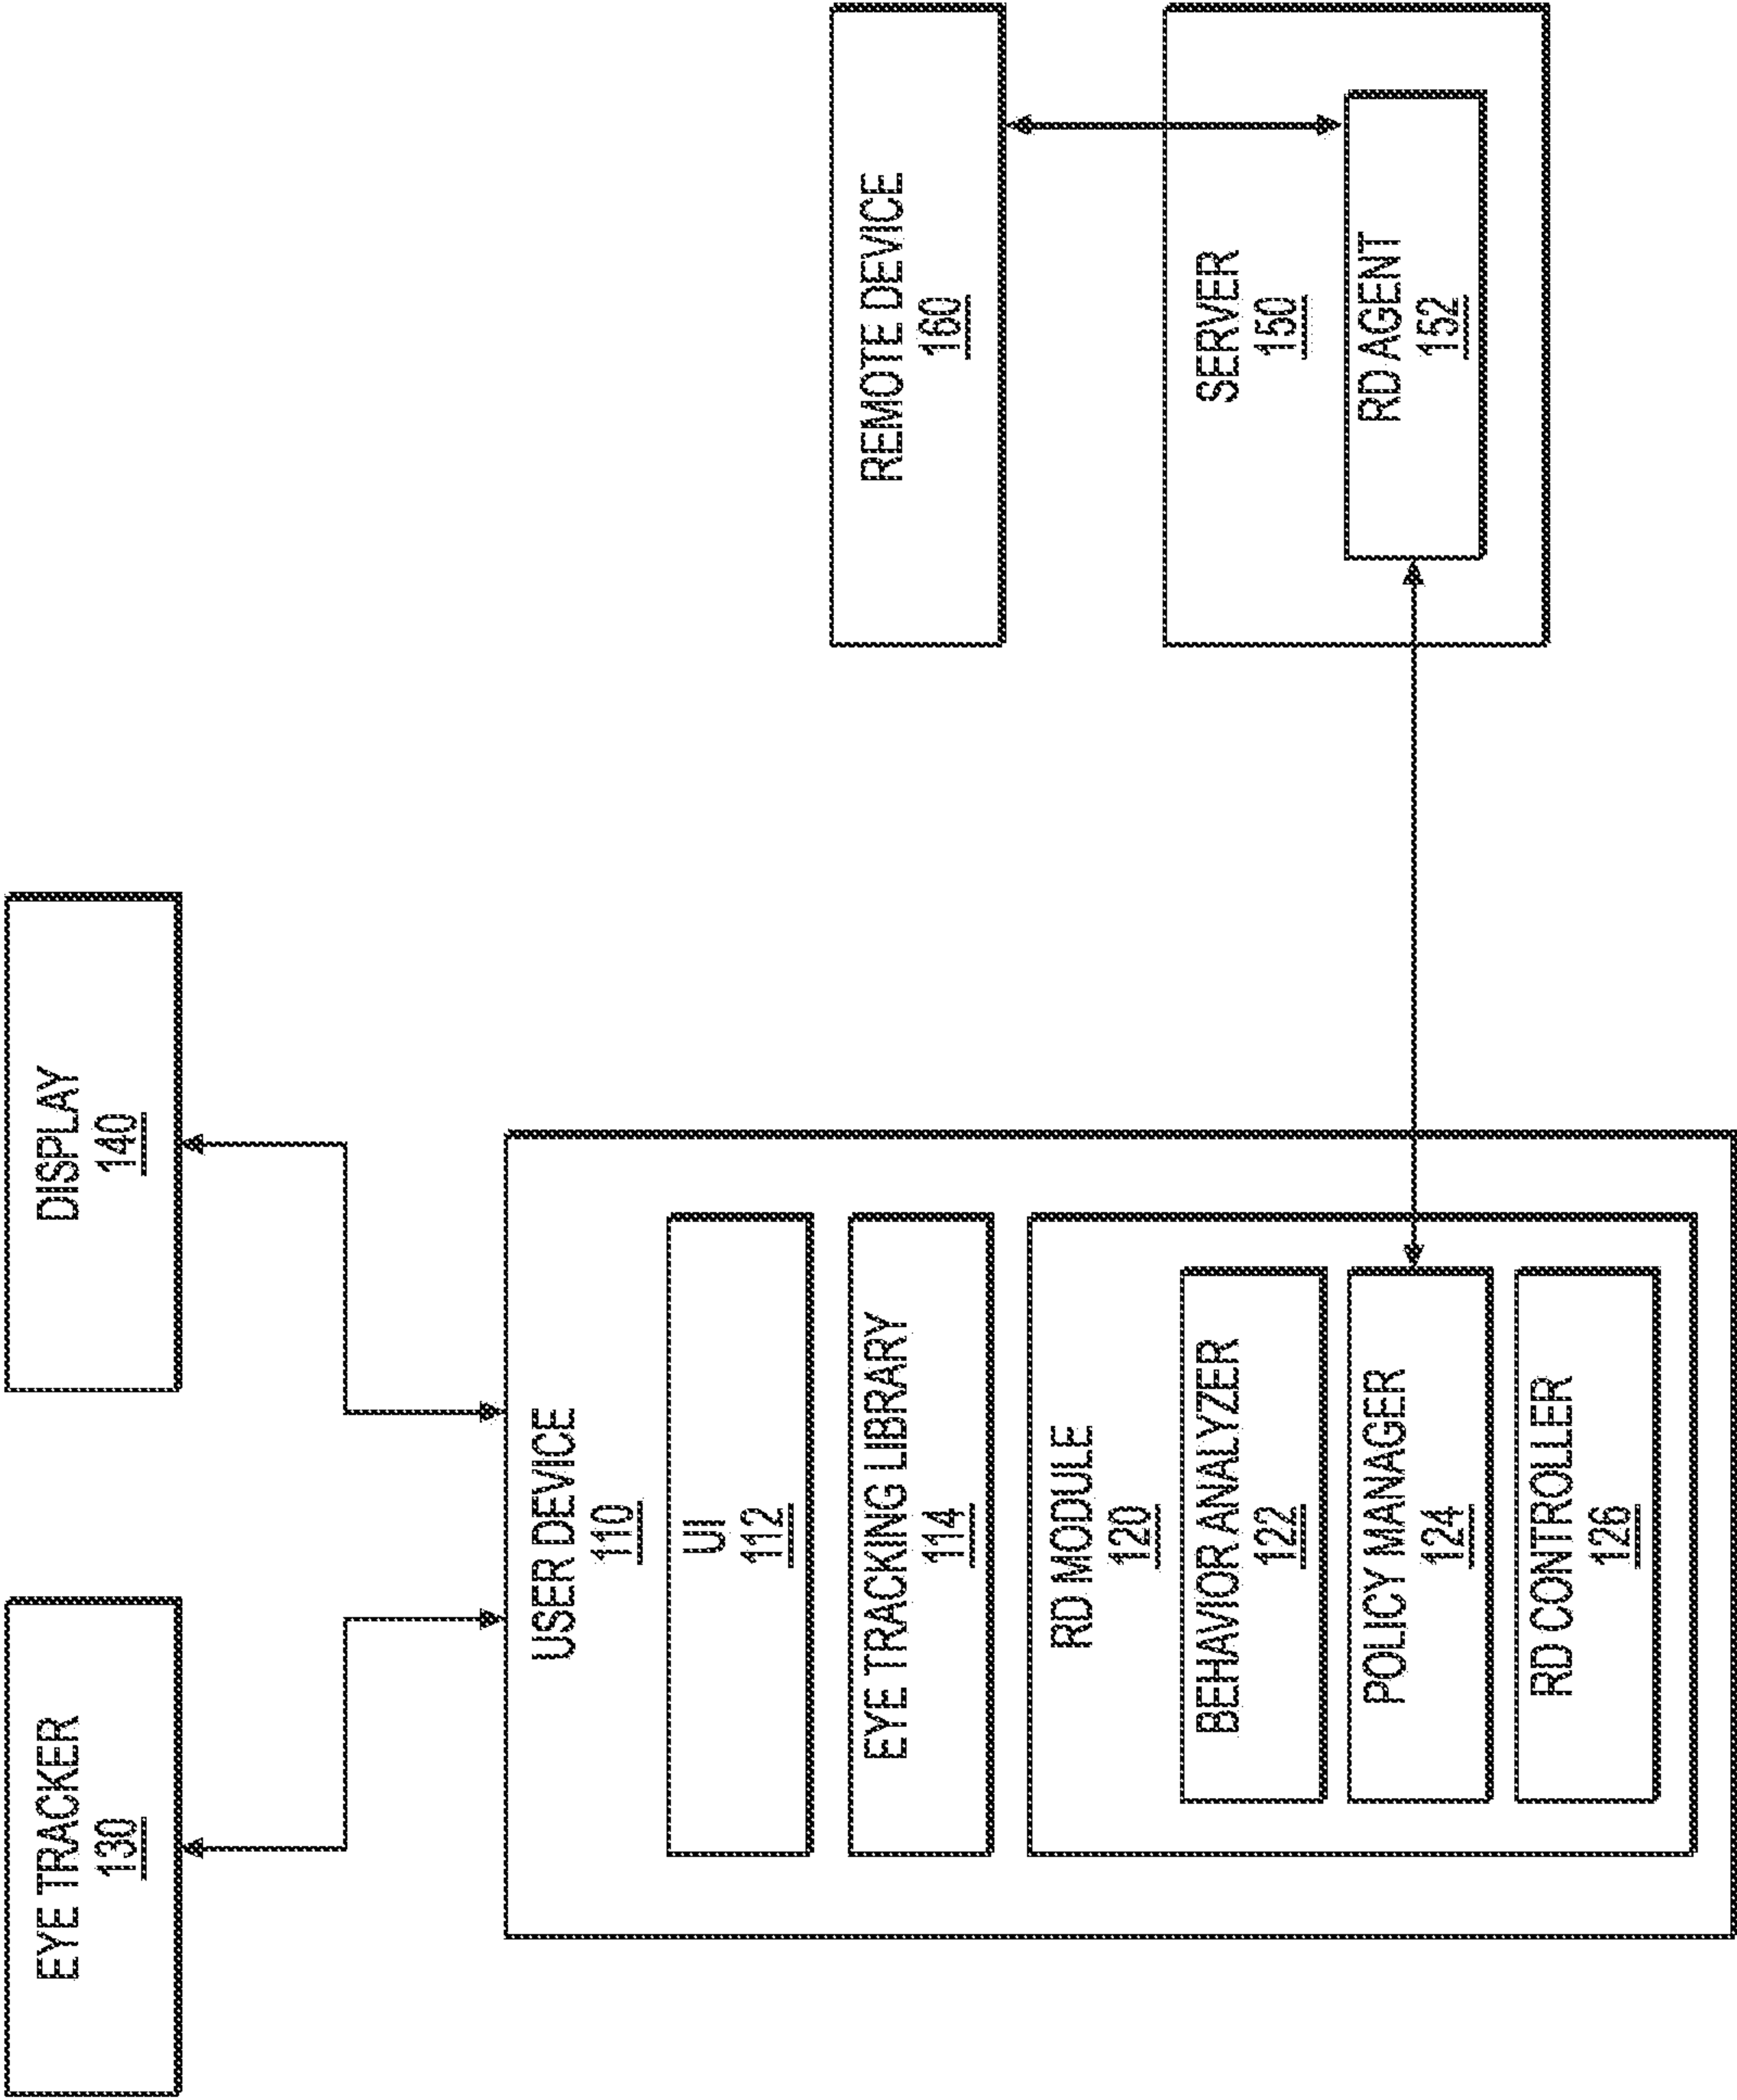 EYE TRACKER
130
DISPLAY
140
USER DEVICE
110
UI
112
EYE TRACKING LIBRARY
114
RD MODULE
120
BEHAVIOR ANALYZER
122
POLICY MANAGER
124
RD CONTROLLER
126
REMOTE DEVICE
160
SERVER
150
RD AGENT
152